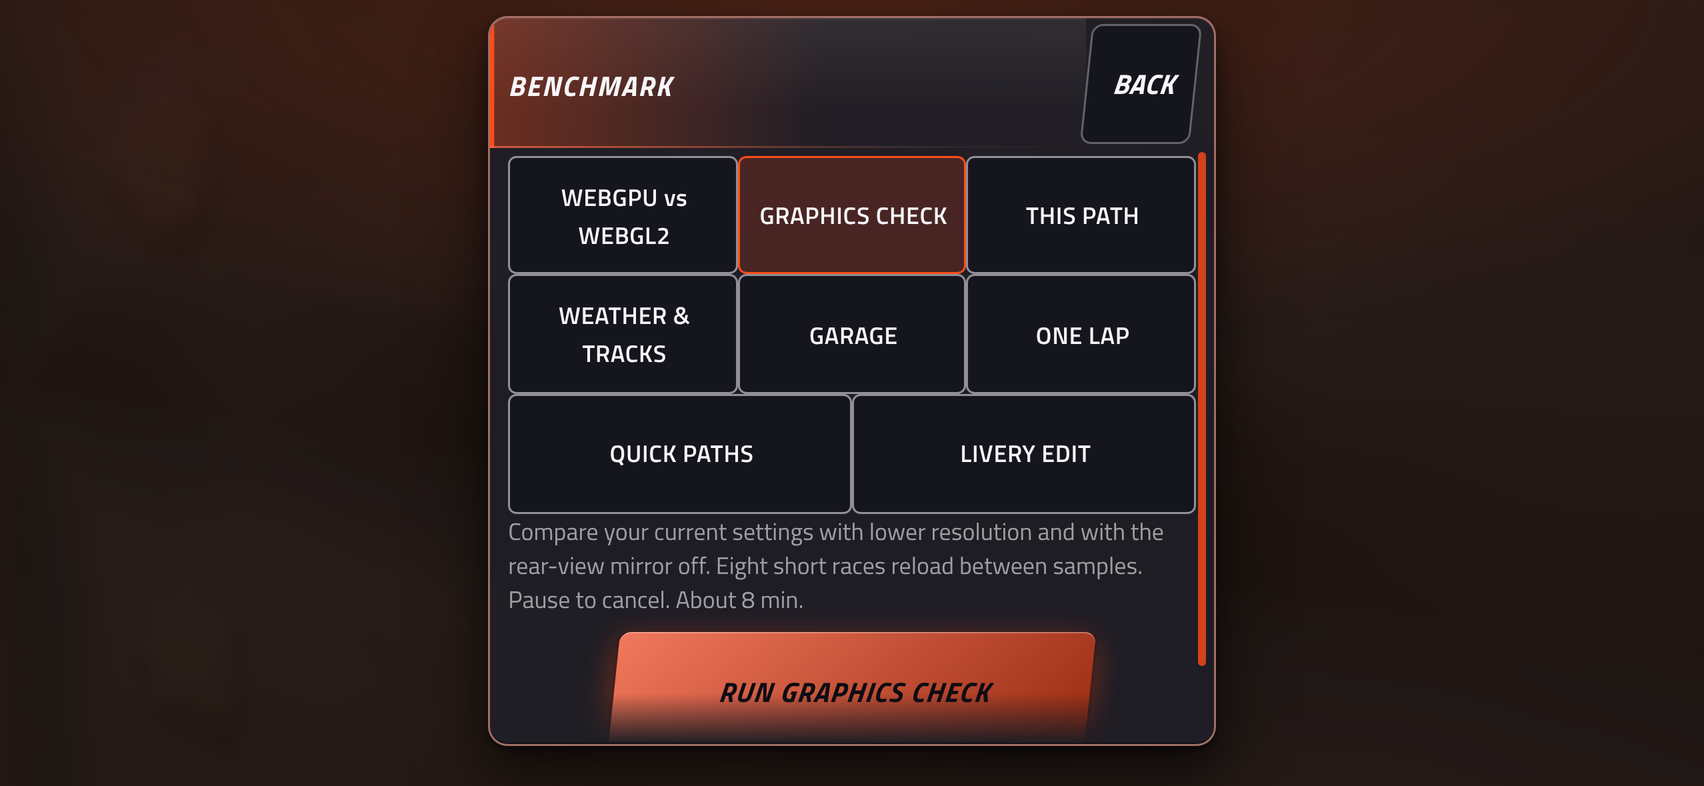 BENCHMARK
BACK
WEBGPU vs
WEBGL2
GRAPHICS CHECK
THIS PATH
WEATHER &
TRACKS
GARAGE
ONE LAP
QUICK PATHS
LIVERY EDIT
Compare your current settings with lower resolution and with the
rear-view mirror off. Eight short races reload between samples.
Pause to cancel. About 8 min.
RUN GRAPHICS CHECK